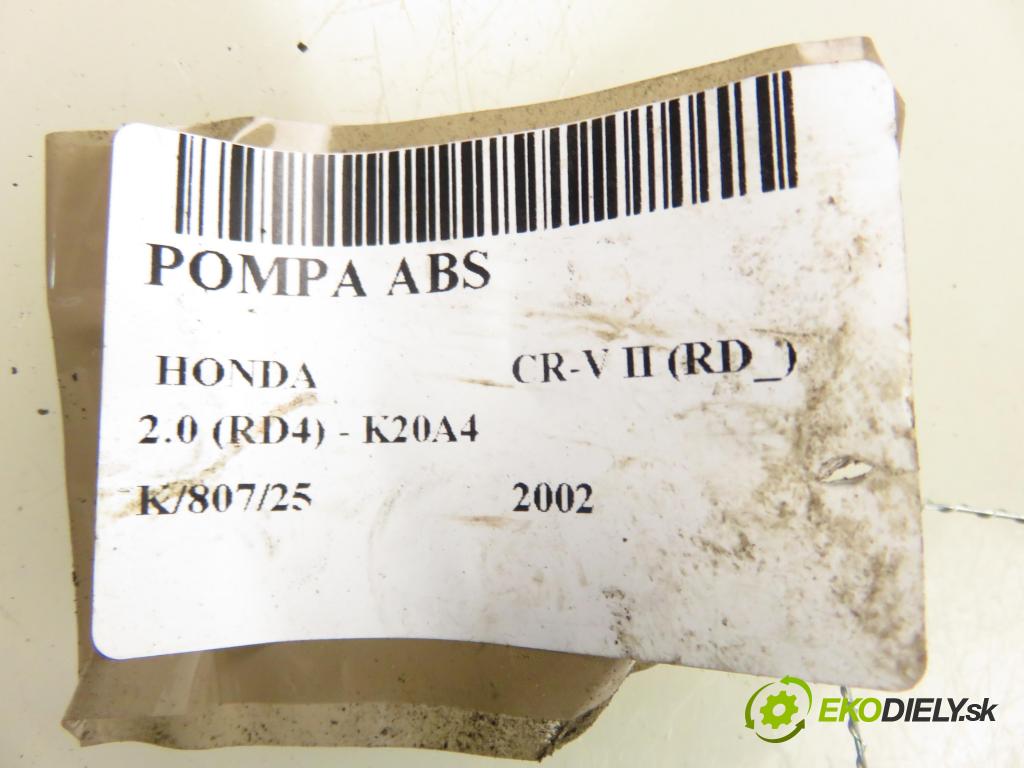 POMPA ABS
HONDA CR-V II (RD_)
2.0 (RD4) - K20A4
K/807/25 2002
EKODIELY.sk